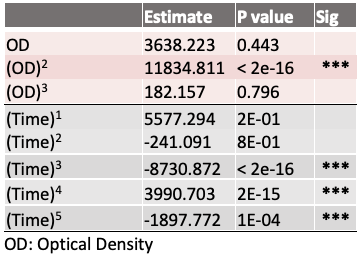 Estimate P value Sig
OD 3638.223 0.443
(OD)² 11834.811 < 2e-16 ***
(OD)³ 182.157 0.796
(Time)¹ 5577.294 2E-01
(Time)² -241.091 8E-01
(Time)³ -8730.872 < 2e-16 ***
(Time)⁴ 3990.703 2E-15 ***
(Time)⁵ -1897.772 1E-04 ***
OD: Optical Density